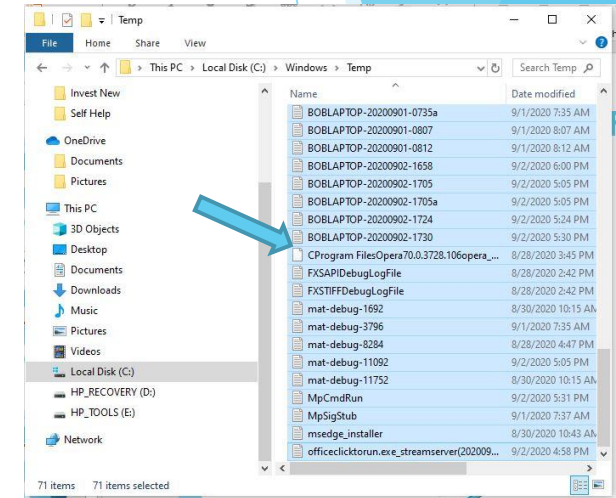 Temp
File Home Share View
This PC > Local Disk (C:) > Windows > Temp Search Temp
Invest New
Self Help
OneDrive
Documents
Pictures
This PC
3D Objects
Desktop
Documents
Downloads
Music
Pictures
Videos
Local Disk (C:)
HP_RECOVERY (D:)
HP_TOOLS (E:)
Network
Name Date modified
BOBLAPTOP-20200901-0735a 9/1/2020 7:35 AM
BOBLAPTOP-20200901-0807 9/1/2020 8:07 AM
BOBLAPTOP-20200901-0812 9/1/2020 8:12 AM
BOBLAPTOP-20200902-1658 9/2/2020 6:00 PM
BOBLAPTOP-20200902-1705 9/2/2020 5:05 PM
BOBLAPTOP-20200902-1705a 9/2/2020 5:05 PM
BOBLAPTOP-20200902-1724 9/2/2020 5:24 PM
BOBLAPTOP-20200902-1730 9/2/2020 5:30 PM
CProgram FilesOpera70.0.3728.106opera_... 8/28/2020 3:45 PM
FXSAPIDebugLogFile 8/28/2020 2:42 PM
FXSTIFFDebugLogFile 8/28/2020 2:42 PM
mat-debug-1692 8/30/2020 10:15 AM
mat-debug-3796 9/1/2020 7:35 AM
mat-debug-8284 8/28/2020 4:47 PM
mat-debug-11092 9/2/2020 5:05 PM
mat-debug-11752 8/30/2020 10:15 AM
MpCmdRun 9/2/2020 5:31 PM
MpSigStub 9/1/2020 7:37 AM
msedge_installer 8/30/2020 10:43 AM
officeclicktorun.exe_streamserver(202009... 9/2/2020 4:58 PM
71 items 71 items selected